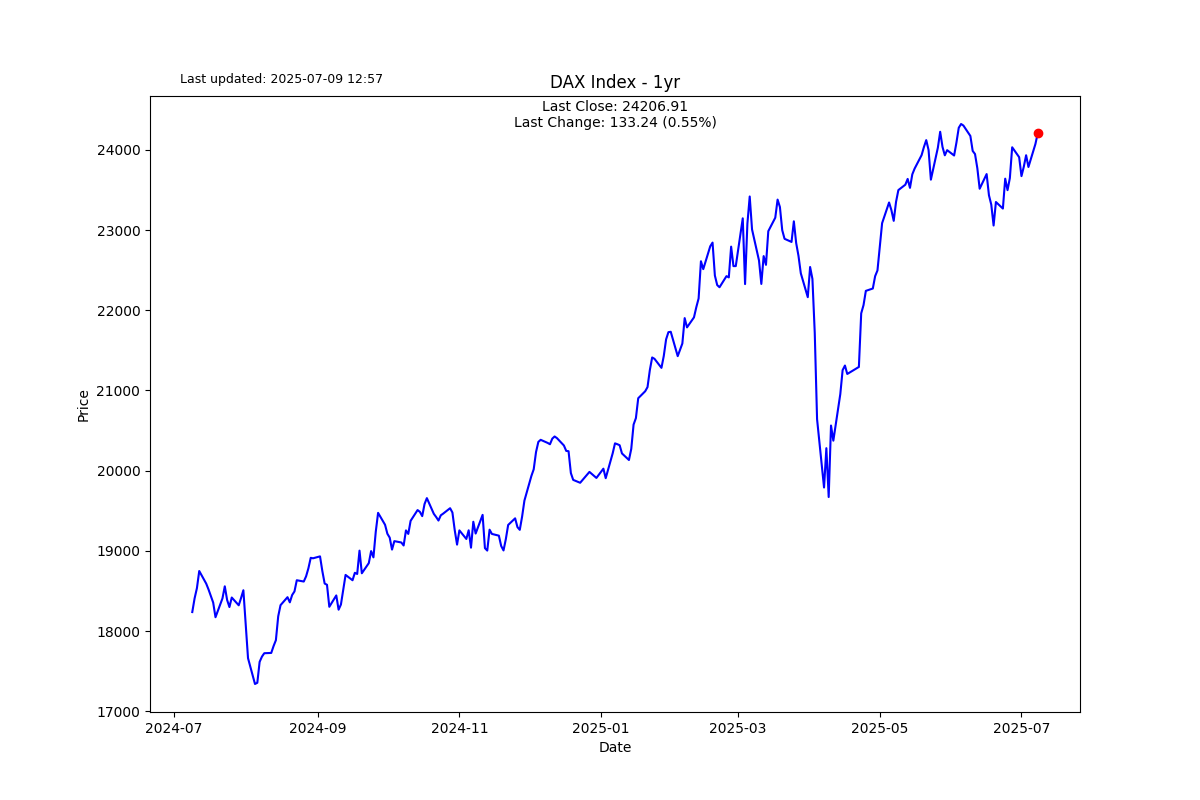 Last updated: 2025-07-09 12:57
DAX Index - 1yr
Last Close: 24206.91
Last Change: 133.24 (0.55%)
24000
23000
22000
21000
20000
19000
18000
17000
Price
2024-07
2024-09
2024-11
2025-01
2025-03
2025-05
2025-07
Date